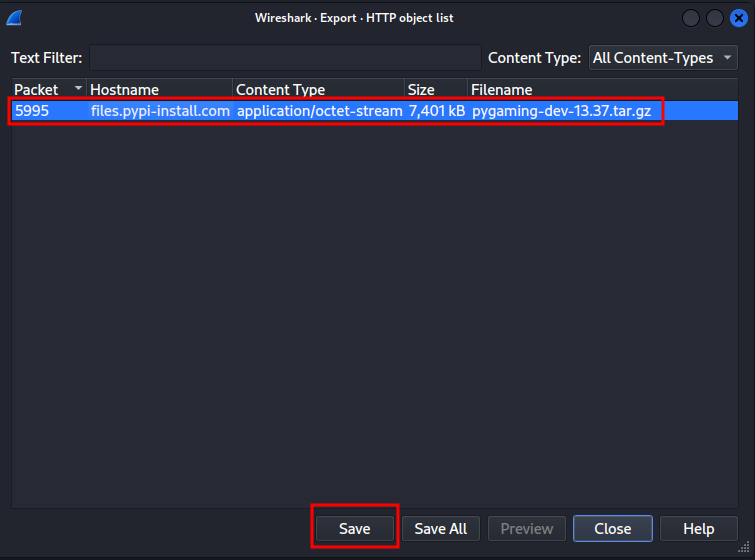 Wireshark · Export · HTTP object list
Text Filter: Content Type: All Content-Types
Packet Hostname Content Type Size Filename
5995 files.pypi-install.com application/octet-stream 7,401 kB pygaming-dev-13.37.tar.gz
Save Save All Preview Close Help